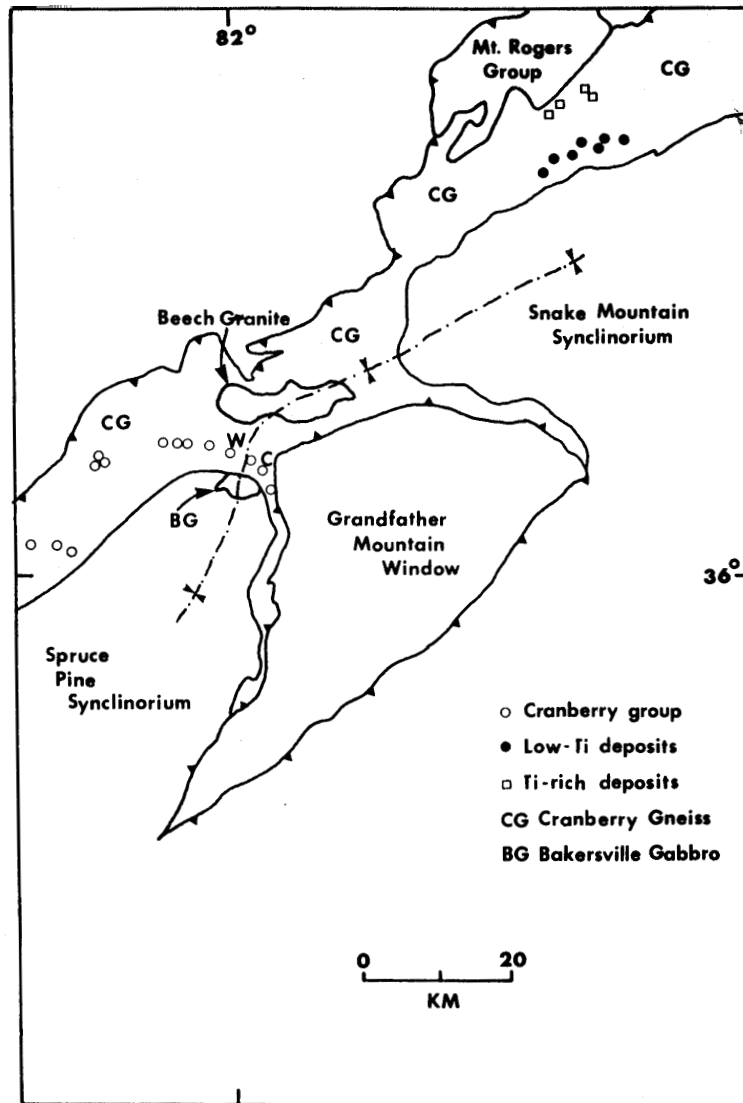 82°
Mt. Rogers
Group
CG
CG
Beech Granite
CG
Snake Mountain
Synclinorium
CG
W
C
BG
Grandfather
Mountain
Window
36°
Spruce
Pine
Synclinorium
Cranberry group
Low-Ti deposits
Ti-rich deposits
CG Cranberry Gneiss
BG Bakersville Gabbro
0 20
KM